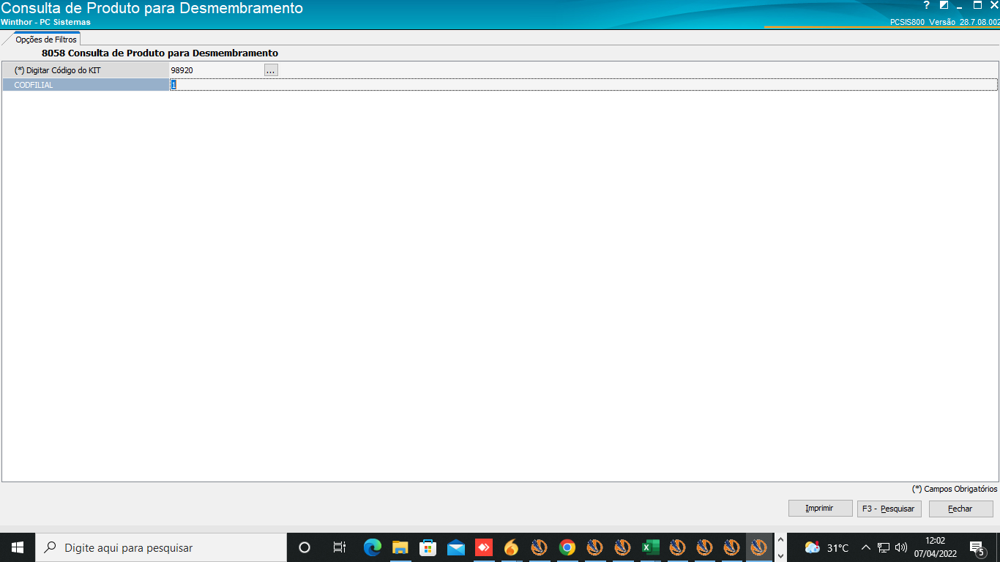 Consulta de Produto para Desmembramento
?
Winthor - PC Sistemas
PCSIS800 Versão 28.7.08.002
Opções de Filtros
8058 Consulta de Produto para Desmembramento
(*) Digitar Código do KIT 98920 ...
CODFILIAL 1
(*) Campos Obrigatórios
Imprimir F3 - Pesquisar Fechar
Digite aqui para pesquisar
31°C
12:02
07/04/2022
5